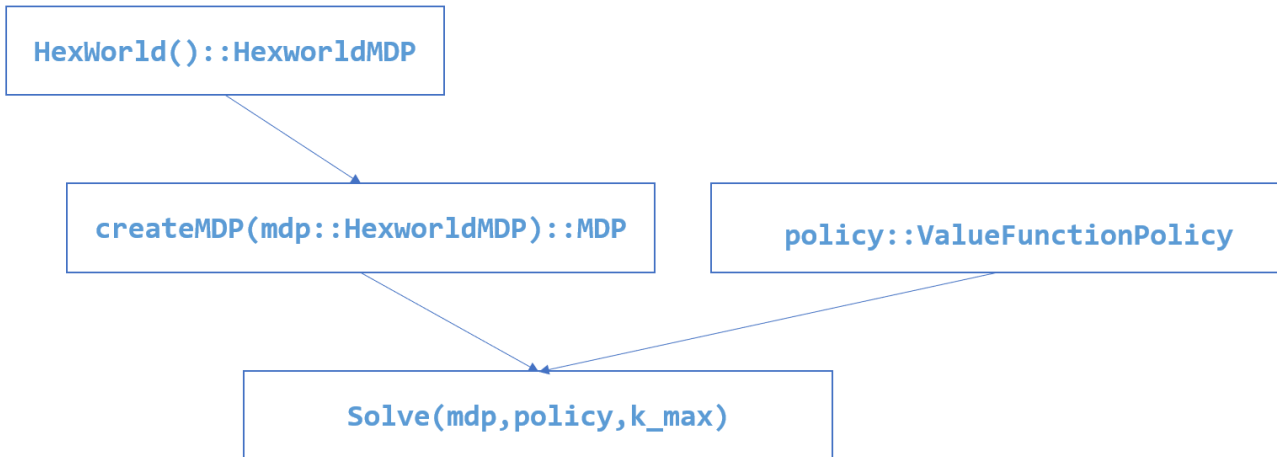 HexWorld()::HexworldMDP
createMDP(mdp::HexworldMDP)::MDP
policy::ValueFunctionPolicy
Solve(mdp,policy,k_max)